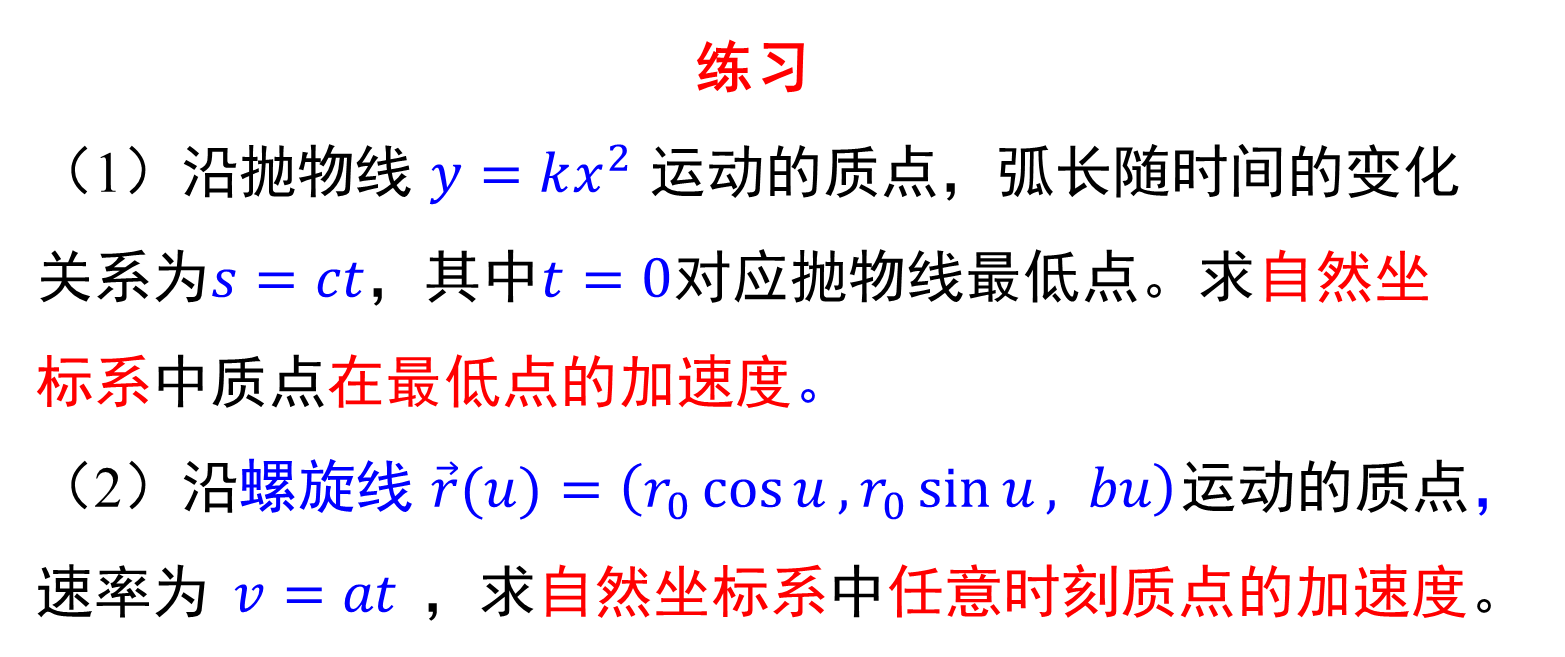 练习
（1）沿抛物线 y = kx² 运动的质点，弧长随时间的变化
关系为s = ct，其中t = 0对应抛物线最低点。求自然坐
标系中质点在最低点的加速度。
（2）沿螺旋线 r⃗(u) = (r₀ cos u , r₀ sin u , bu)运动的质点，
速率为 v = at ，求自然坐标系中任意时刻质点的加速度。